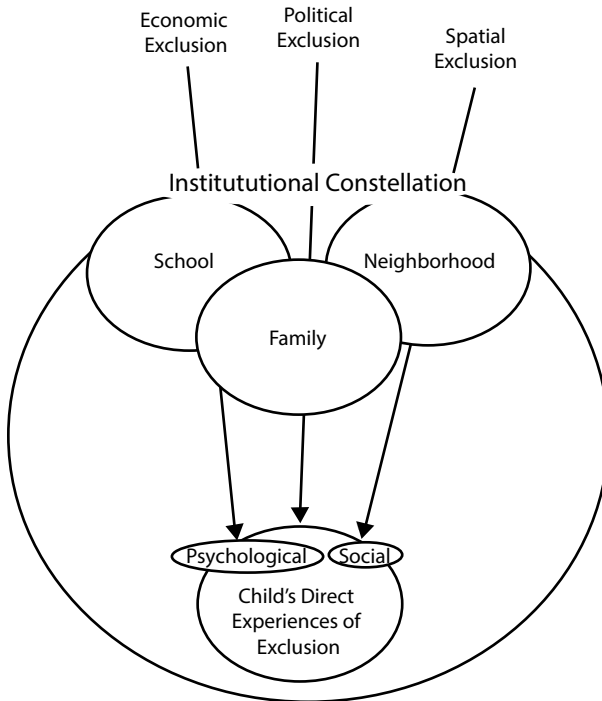 Economic
Exclusion
Political
Exclusion
Spatial
Exclusion
Institututional Constellation
School
Neighborhood
Family
Psychological
Social
Child's Direct
Experiences of
Exclusion